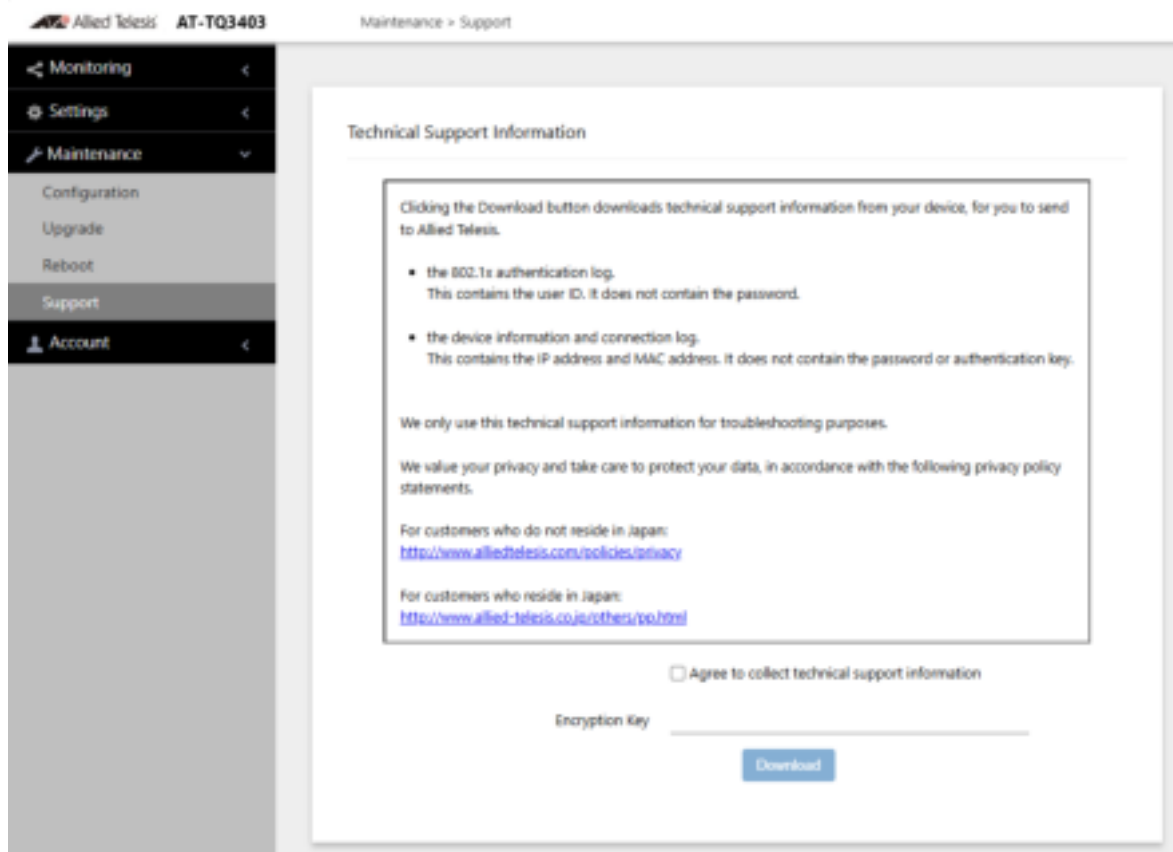 Allied Telesis AT-TQ3403 Maintenance > Support
Monitoring
Settings
Maintenance
Configuration
Upgrade
Reboot
Support
Account
Technical Support Information
Clicking the Download button downloads technical support information from your device, for you to send
to Allied Telesis.
• the 802.1x authentication log.
This contains the user ID. It does not contain the password.
• the device information and connection log.
This contains the IP address and MAC address. It does not contain the password or authentication key.
We only use this technical support information for troubleshooting purposes.
We value your privacy and take care to protect your data, in accordance with the following privacy policy
statements.
For customers who do not reside in Japan:
http://www.alliedtelesis.com/policies/privacy
For customers who reside in Japan:
http://www.allied-telesis.co.jp/others/pp.html
Agree to collect technical support information
Encryption Key
Download